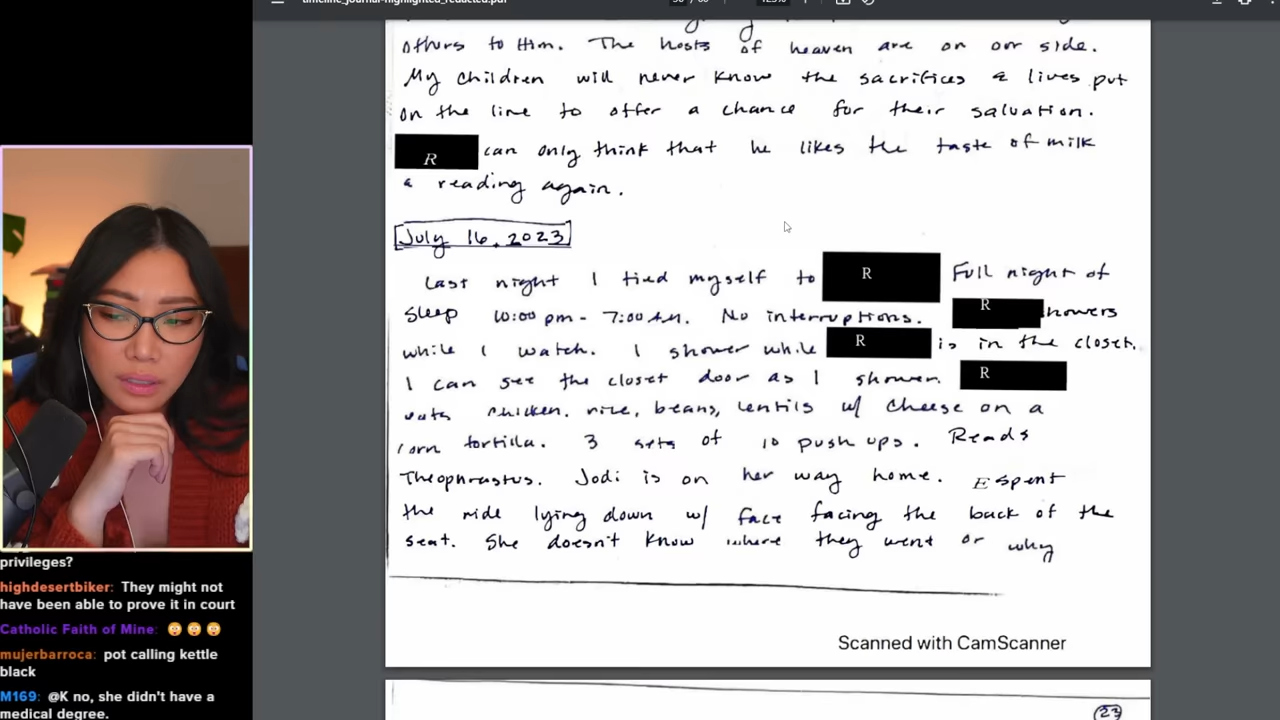 timeline_journal-highlighted_redacted.pdf
others to Him. The hosts of heaven are on our side.
My children will never know the sacrifices & lives put
on the line to offer a chance for their salvation.
R can only think that he likes the taste of milk
& reading again.
July 16, 2023
Last night I tied myself to R Full night of
sleep 10:00 pm - 7:00 am. No interruptions. R howers
while I watch. I shower while R is in the closet.
I can see the closet door as I shower. R
eats chicken, rice, beans, lentils w/ cheese on a
corn tortilla. 3 sets of 10 push ups. Reads
Theophrastus. Jodi is on her way home. E spent
the ride lying down w/ face facing the back of the
seat. She doesn't know where they went or why
Scanned with CamScanner
23
privileges?
highdesertbiker: They might not
have been able to prove it in court
Catholic Faith of Mine: 😳😳😳
mujerbarroca: pot calling kettle
black
M169: @K no, she didn't have a
medical degree.